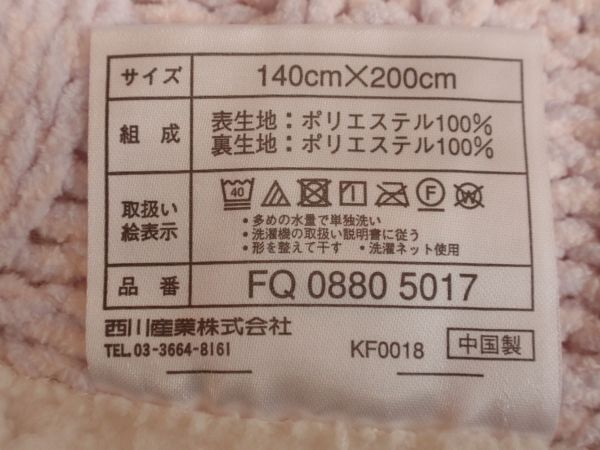 サイズ 140cm×200cm
組成 表生地：ポリエステル100%
裏生地：ポリエステル100%
取扱い
絵表示
40 F W
・多めの水量で単独洗い
・洗濯機の取扱い説明書に従う
・形を整えて干す ・洗濯ネット使用
品番 FQ 0880 5017
西川産業株式会社
TEL.03-3664-8161 KF0018 中国製